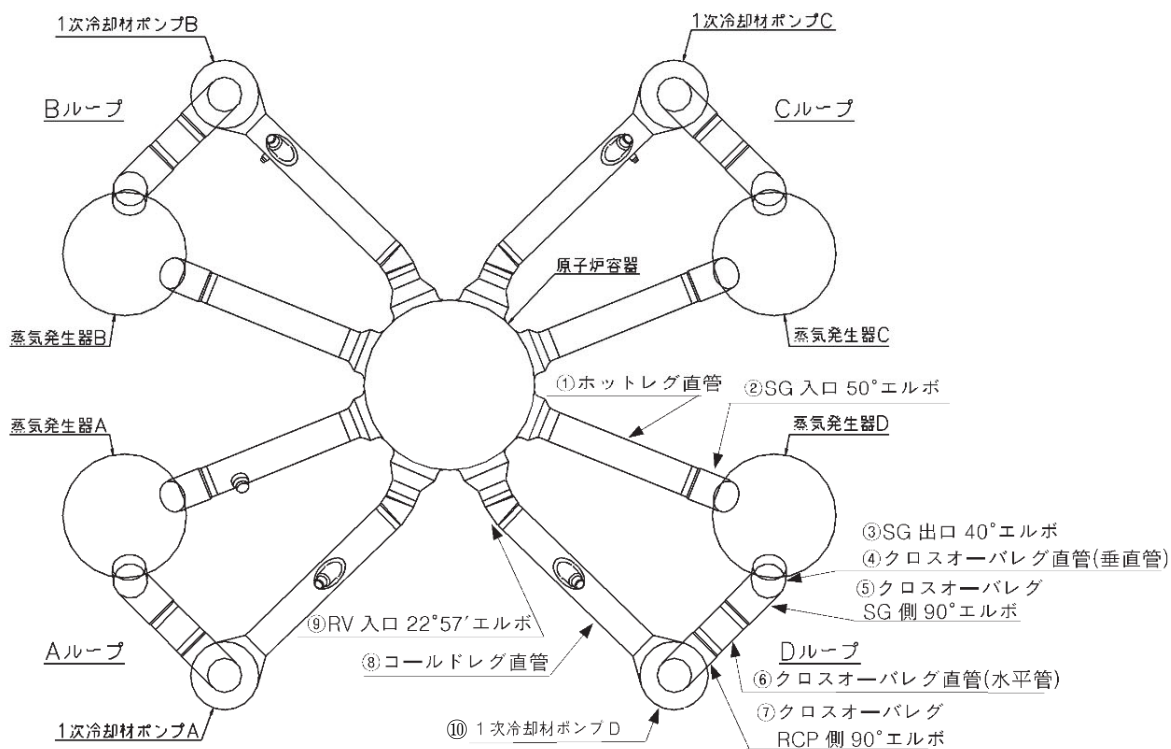 1次冷却材ポンプB
1次冷却材ポンプC
Bループ
Cループ
原子炉容器
蒸気発生器B
蒸気発生器C
①ホットレグ直管
②SG 入口 50°エルボ
蒸気発生器A
蒸気発生器D
③SG 出口 40°エルボ
④クロスオーバレグ直管(垂直管)
⑤クロスオーバレグ
SG 側 90°エルボ
⑨RV 入口 22°57′エルボ
Aループ
⑧コールドレグ直管
Dループ
⑥クロスオーバレグ直管(水平管)
⑦クロスオーバレグ
RCP 側 90°エルボ
1次冷却材ポンプA
⑩ 1次冷却材ポンプD